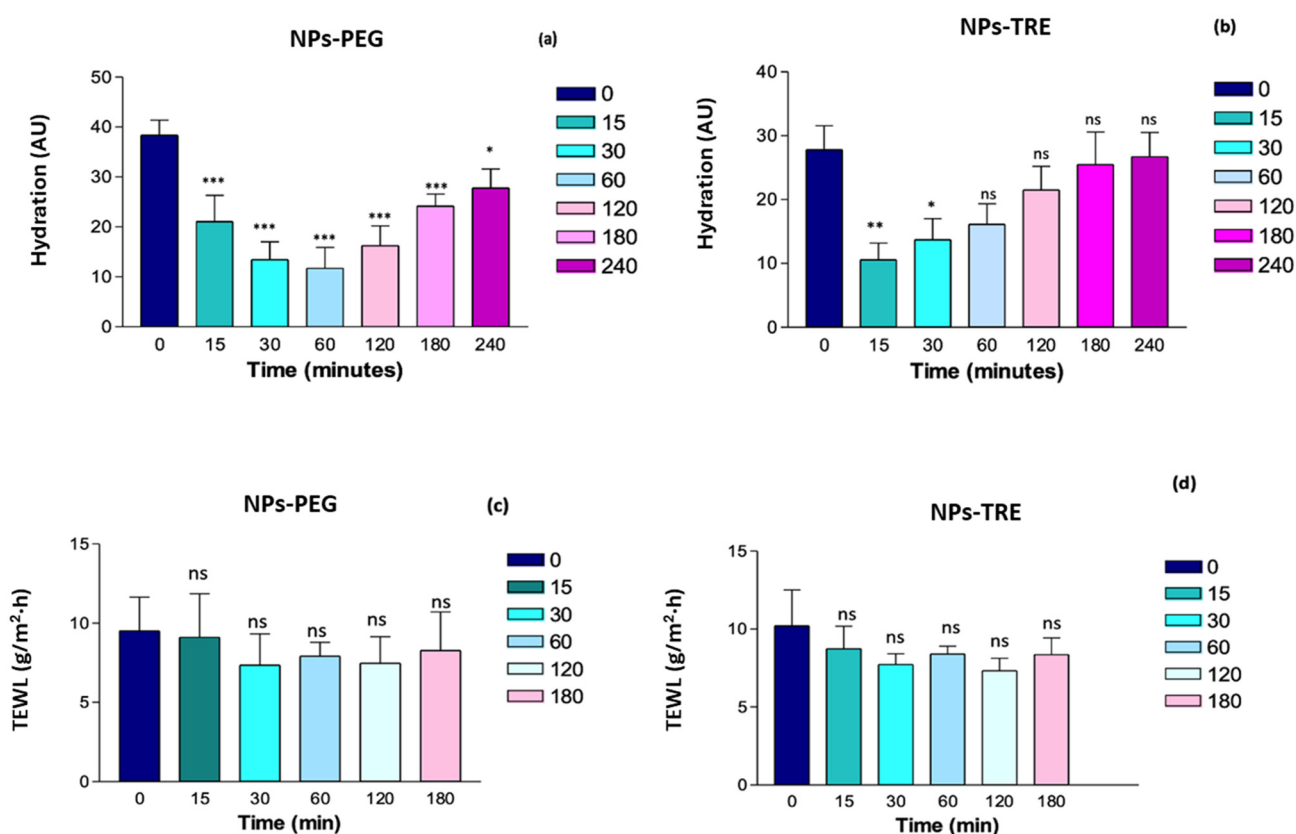 NPs-PEG
(a)
Hydration (AU)
50
40
30
20
10
0
***
***
***
***
***
*
0
15
30
60
120
180
240
Time (minutes)
0
15
30
60
120
180
240
NPs-TRE
(b)
Hydration (AU)
40
30
20
10
0
**
*
ns
ns
ns
ns
0
15
30
60
120
180
240
Time (minutes)
0
15
30
60
120
180
240
NPs-PEG
(c)
TEWL (g/m²·h)
15
10
5
0
ns
ns
ns
ns
ns
0
15
30
60
120
180
Time (min)
0
15
30
60
120
180
NPs-TRE
(d)
TEWL (g/m²·h)
15
10
5
0
ns
ns
ns
ns
ns
0
15
30
60
120
180
Time (min)
0
15
30
60
120
180